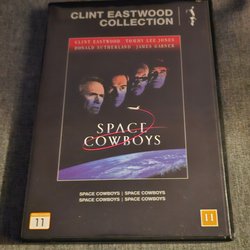 CLINT EASTWOOD
COLLECTION
CLINT EASTWOOD TOMMY LEE JONES
DONALD SUTHERLAND JAMES GARNER
SPACE
COWBOYS
SPACE COWBOYS | SPACE COWBOYS
SPACE COWBOYS | SPACE COWBOYS
11
11